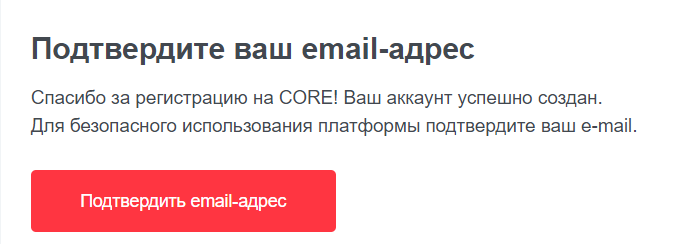 Подтвердите ваш email-адрес
Спасибо за регистрацию на CORE! Ваш аккаунт успешно создан.
Для безопасного использования платформы подтвердите ваш e-mail.
Подтвердить email-адрес